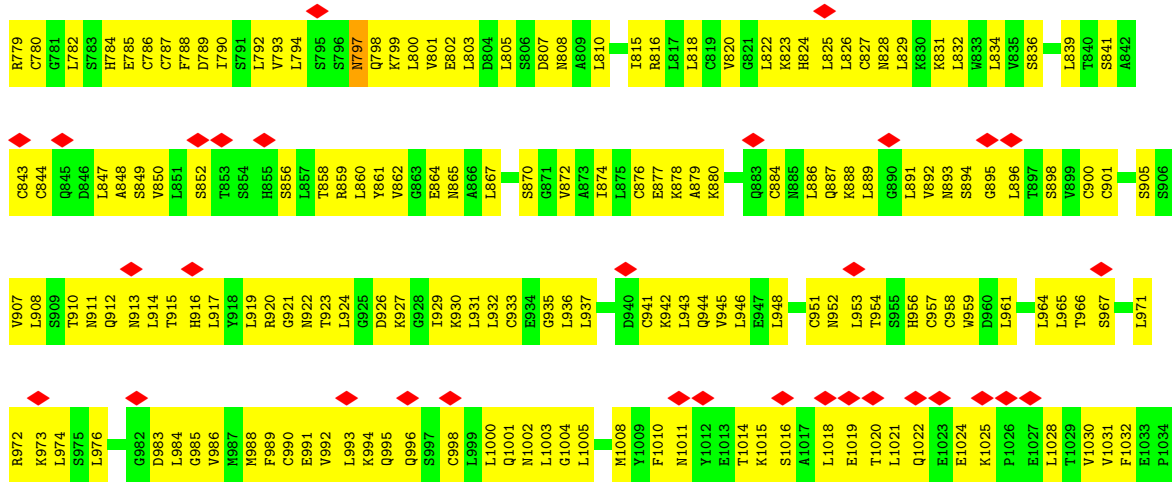 R779 C780 G781 L782 S783 H784 E785 C786 C787 F788 D789 I790 S791 L792 V793 L794 S795 S796 N797 Q798 K799 L800 V801 E802 L803 D804 L805 S806 D807 N808 A809 L810 I815 R816 L817 L818 C819 V820 G821 L822 K823 H824 L825 L826 C827 N828 L829 K830 K831 L832 W833 L834 V835 S836 L839 T840 S841 A842
C843 C844 Q845 D846 L847 A848 S849 V850 L851 S852 T853 S854 H855 S856 L857 T858 R859 L860 Y861 V862 G863 E864 N865 A866 L867 S870 G871 V872 A873 I874 L875 C876 E877 K878 A879 K880 Q883 C884 N885 L886 Q887 K888 L889 G890 L891 V892 N893 S894 G895 L896 T897 S898 V899 C900 C901 S905 S906
V907 L908 S909 T910 N911 Q912 N913 L914 T915 H916 L917 Y918 L919 R920 G921 N922 T923 L924 G925 D926 K927 G928 I929 K930 L931 L932 C933 E934 G935 L936 L937 D940 C941 K942 L943 Q944 V945 L946 E947 L948 C951 N952 L953 T954 S955 H956 C957 C958 W959 D960 L961 L964 L965 T966 S967 L971
R972 K973 L974 S975 L976 G982 D983 L984 G985 V986 M987 M988 F989 C990 E991 V992 L993 K994 Q995 Q996 S997 C998 L999 L1000 Q1001 N1002 L1003 G1004 L1005 M1008 Y1009 F1010 N1011 Y1012 E1013 T1014 K1015 S1016 A1017 L1018 E1019 T1020 L1021 Q1022 E1023 E1024 K1025 P1026 E1027 L1028 T1029 V1030 V1031 F1032 E1033 P1034